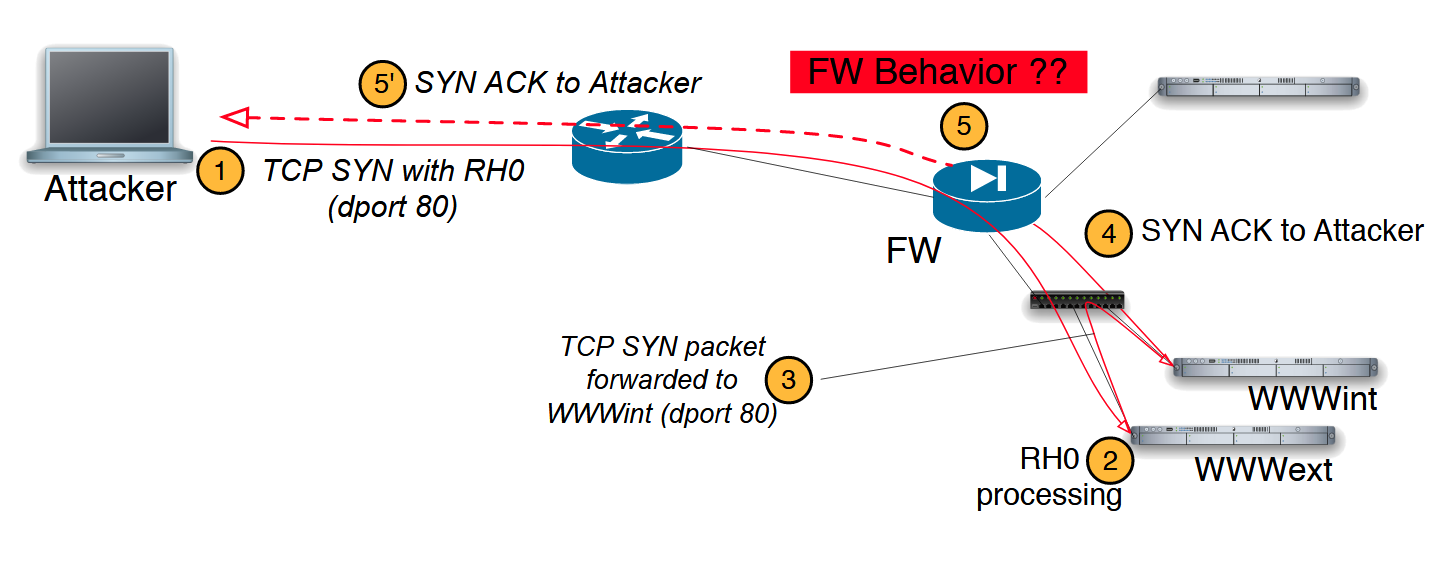 5' SYN ACK to Attacker
FW Behavior ??
5
1 TCP SYN with RH0
(dport 80)
Attacker
4 SYN ACK to Attacker
FW
TCP SYN packet
forwarded to
WWWint (dport 80)
3
WWWint
RH0
processing
2
WWWext